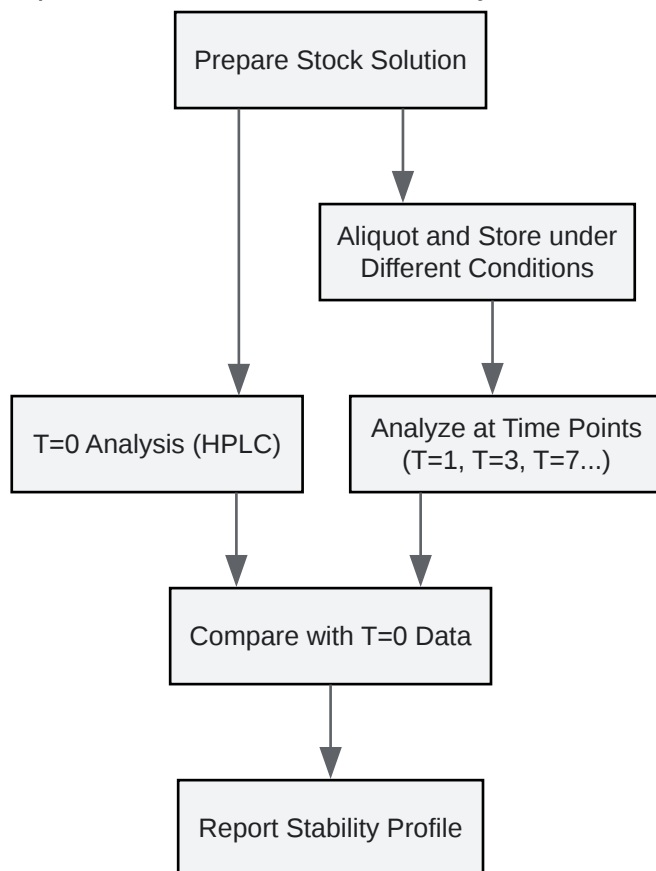 Prepare Stock Solution
Aliquot and Store under
Different Conditions
T=0 Analysis (HPLC)
Analyze at Time Points
(T=1, T=3, T=7...)
Compare with T=0 Data
Report Stability Profile